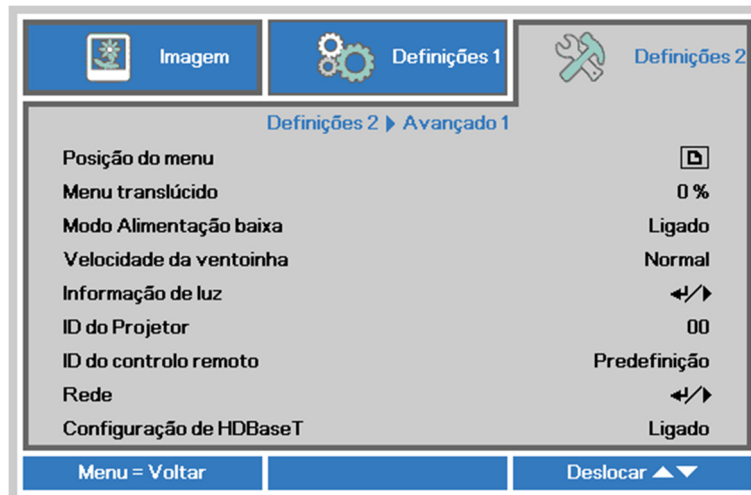 Imagem
Definições 1
Definições 2
Definições 2 Avançado 1
Posição do menu
Menu translúcido 0 %
Modo Alimentação baixa Ligado
Velocidade da ventoinha Normal
Informação de luz
ID do Projetor 00
ID do controlo remoto Predefinição
Rede
Configuração de HDBaseT Ligado
Menu = Voltar
Deslocar